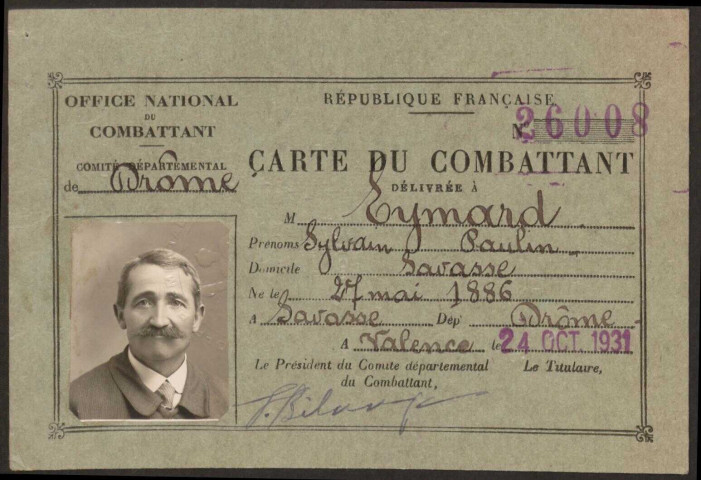 OFFICE NATIONAL
DU
COMBATTANT
COMITÉ DÉPARTEMENTAL
de Drôme
RÉPUBLIQUE FRANÇAISE
N° 26008
CARTE DU COMBATTANT
DÉLIVRÉE À
M Eymard
Prénoms Sylvain Paulin
Domicile Savasse
Né le 27 mai 1886
A Savasse Dép^t Drôme
A Valence le 24 OCT. 1931
Le Président du Comité départemental
du Combattant,
Le Titulaire,